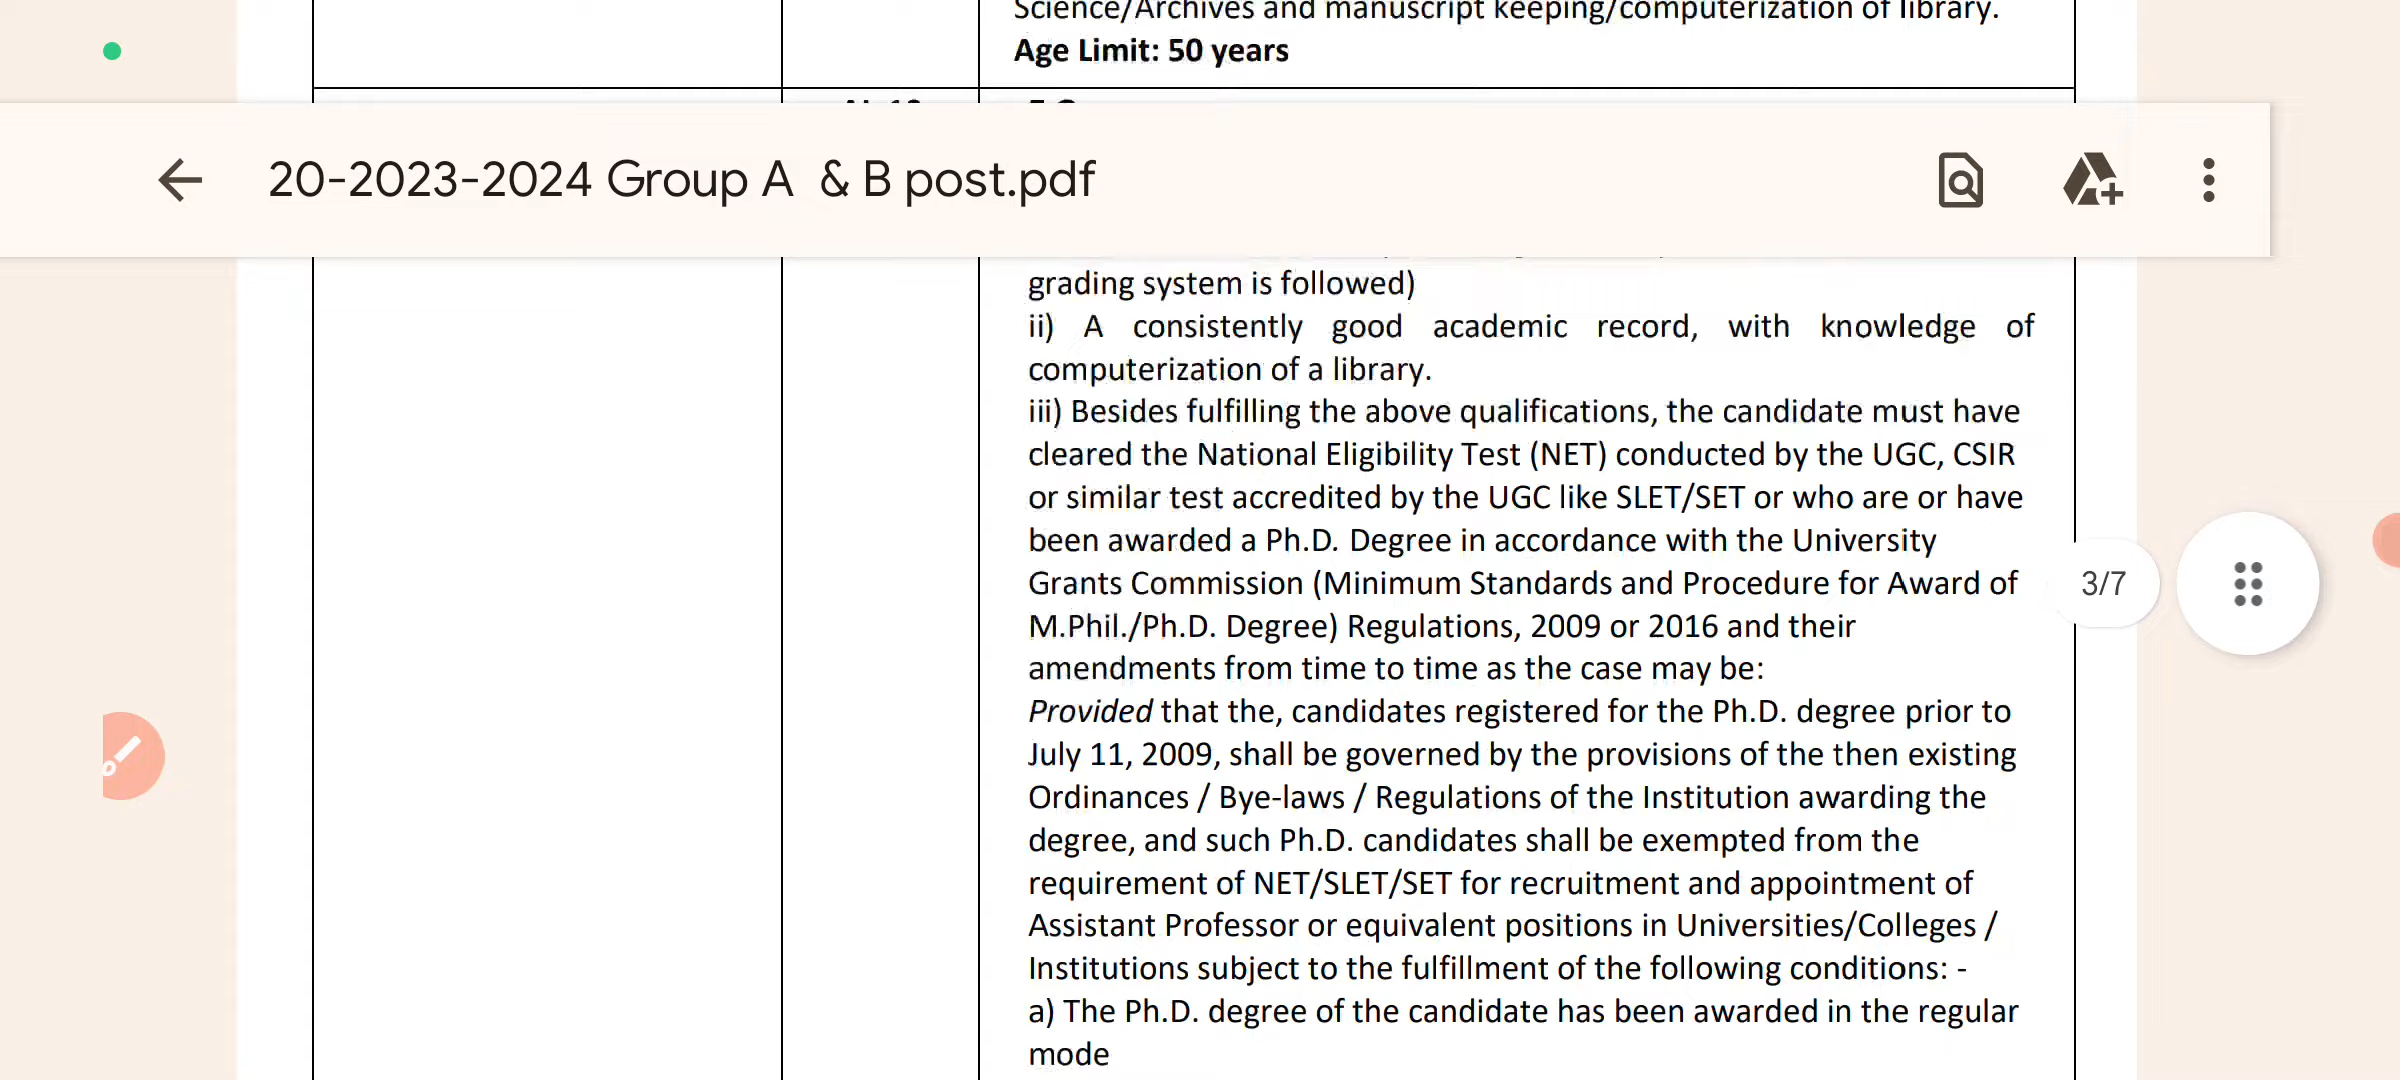 Science/Archives and manuscript keeping/computerization of library.
Age Limit: 50 years
20-2023-2024 Group A & B post.pdf
grading system is followed)
ii) A consistently good academic record, with knowledge of
computerization of a library.
iii) Besides fulfilling the above qualifications, the candidate must have
cleared the National Eligibility Test (NET) conducted by the UGC, CSIR
or similar test accredited by the UGC like SLET/SET or who are or have
been awarded a Ph.D. Degree in accordance with the University
Grants Commission (Minimum Standards and Procedure for Award of
M.Phil./Ph.D. Degree) Regulations, 2009 or 2016 and their
amendments from time to time as the case may be:
Provided that the, candidates registered for the Ph.D. degree prior to
July 11, 2009, shall be governed by the provisions of the then existing
Ordinances / Bye-laws / Regulations of the Institution awarding the
degree, and such Ph.D. candidates shall be exempted from the
requirement of NET/SLET/SET for recruitment and appointment of
Assistant Professor or equivalent positions in Universities/Colleges /
Institutions subject to the fulfillment of the following conditions: -
a) The Ph.D. degree of the candidate has been awarded in the regular
mode
3/7